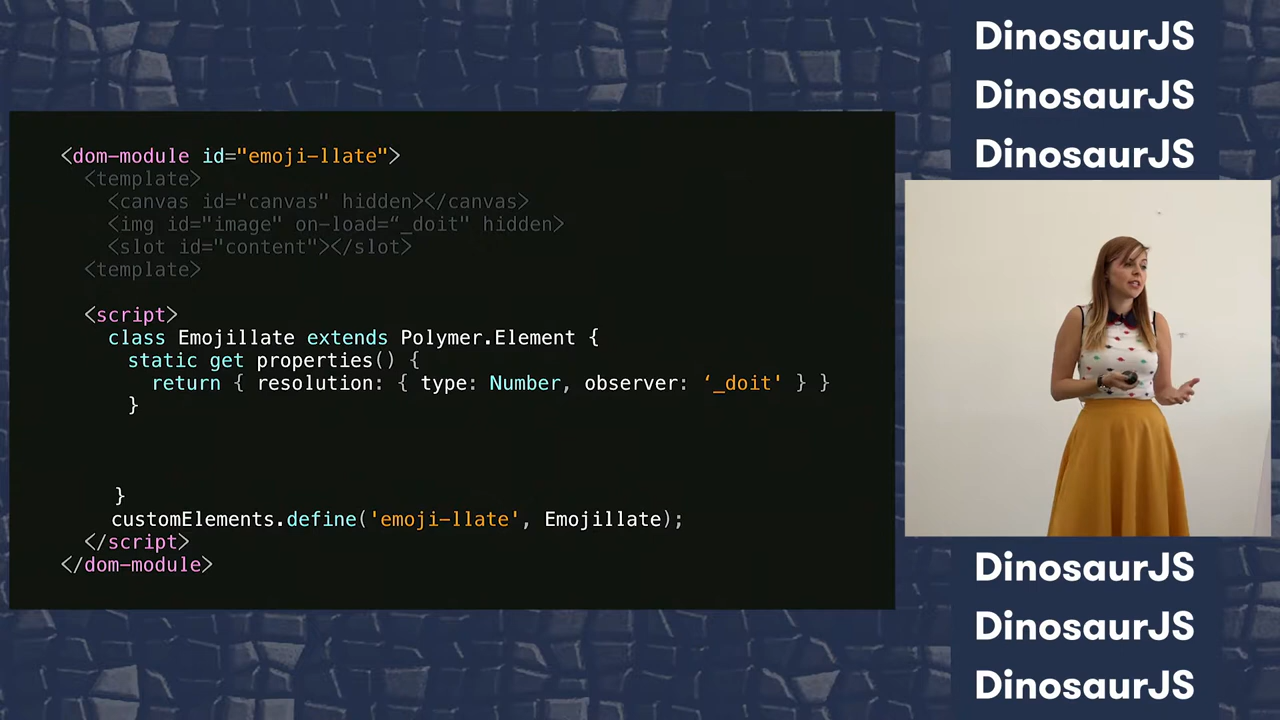 <dom-module id="emoji-llate">
<template>
<canvas id="canvas" hidden></canvas>
<img id="image" on-load=“_doit" hidden>
<slot id="content"></slot>
<template>
<script>
class Emojillate extends Polymer.Element {
static get properties() {
return { resolution: { type: Number, observer: ‘_doit' } }
}
}
customElements.define('emoji-llate', Emojillate);
</script>
</dom-module>
DinosaurJS
DinosaurJS
DinosaurJS
DinosaurJS
DinosaurJS
DinosaurJS